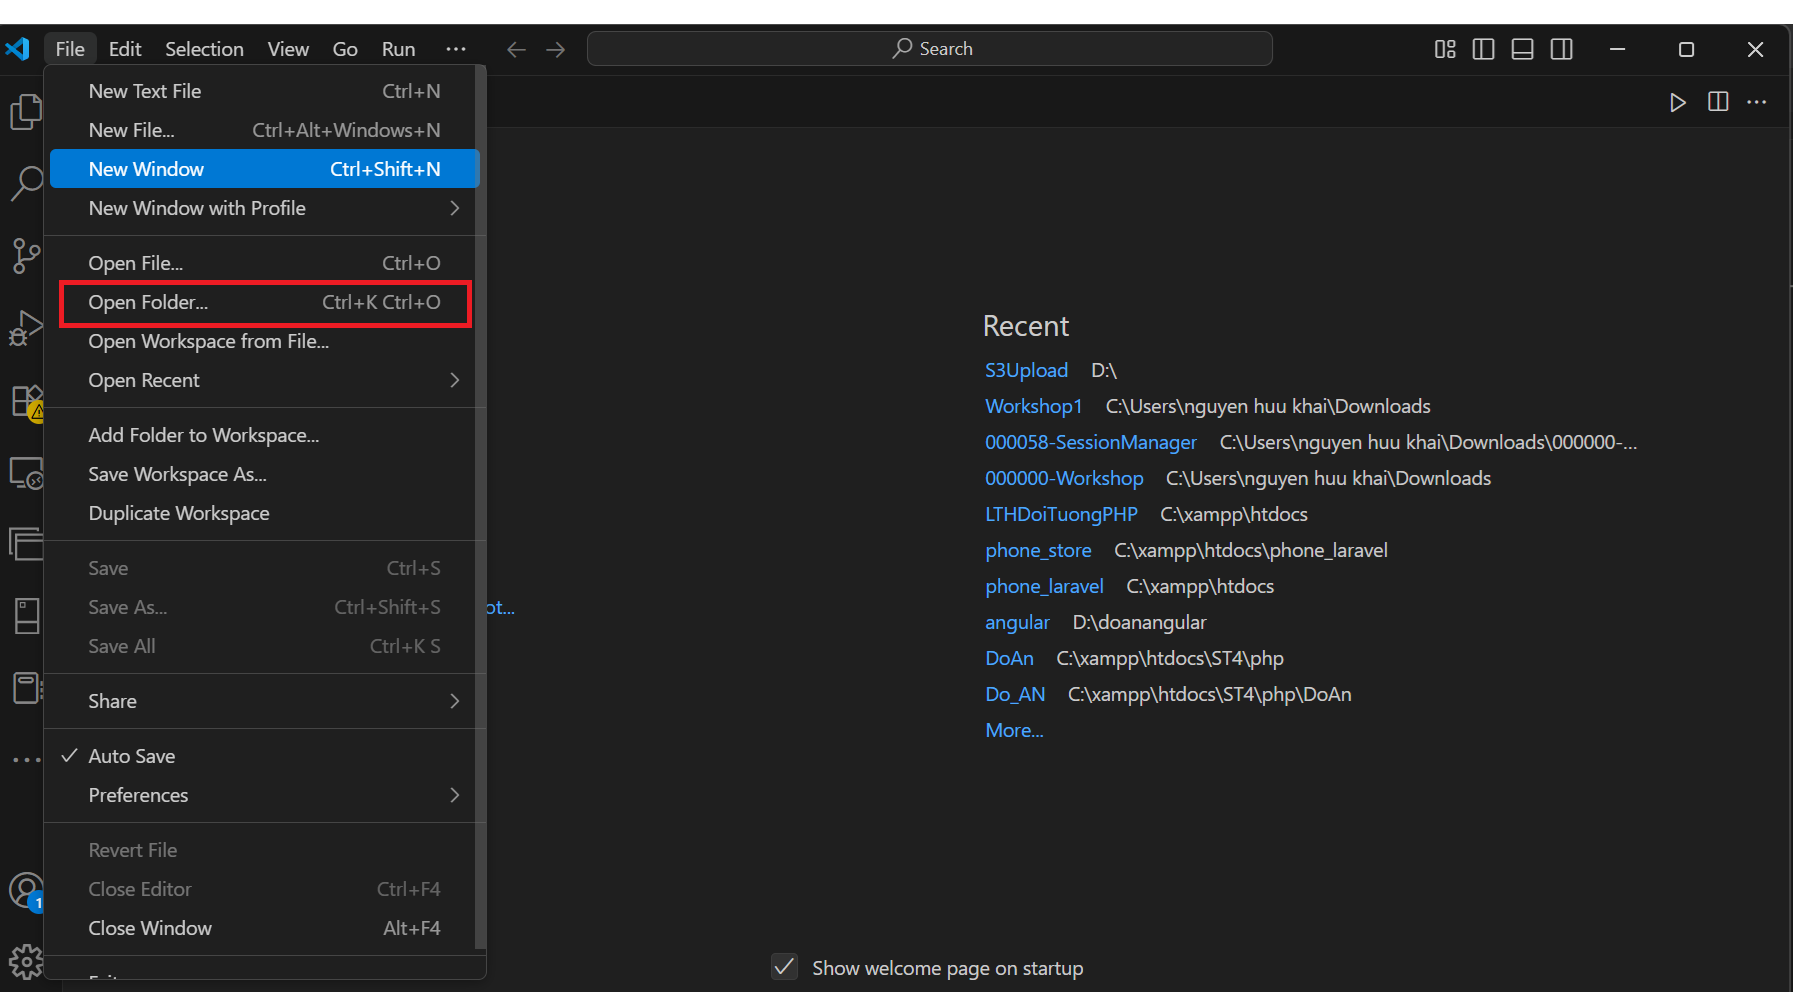 File Edit Selection View Go Run ··· Search
New Text File Ctrl+N
New File... Ctrl+Alt+Windows+N
New Window Ctrl+Shift+N
New Window with Profile
Open File... Ctrl+O
Open Folder... Ctrl+K Ctrl+O
Open Workspace from File...
Open Recent
Add Folder to Workspace...
Save Workspace As...
Duplicate Workspace
Save Ctrl+S
Save As... Ctrl+Shift+S
Save All Ctrl+K S
Share
Auto Save
Preferences
Revert File
Close Editor Ctrl+F4
Close Window Alt+F4
1
ot...
Recent
S3Upload D:\
Workshop1 C:\Users\nguyen huu khai\Downloads
000058-SessionManager C:\Users\nguyen huu khai\Downloads\000000-...
000000-Workshop C:\Users\nguyen huu khai\Downloads
LTHDoiTuongPHP C:\xampp\htdocs
phone_store C:\xampp\htdocs\phone_laravel
phone_laravel C:\xampp\htdocs
angular D:\doanangular
DoAn C:\xampp\htdocs\ST4\php
Do_AN C:\xampp\htdocs\ST4\php\DoAn
More...
Show welcome page on startup